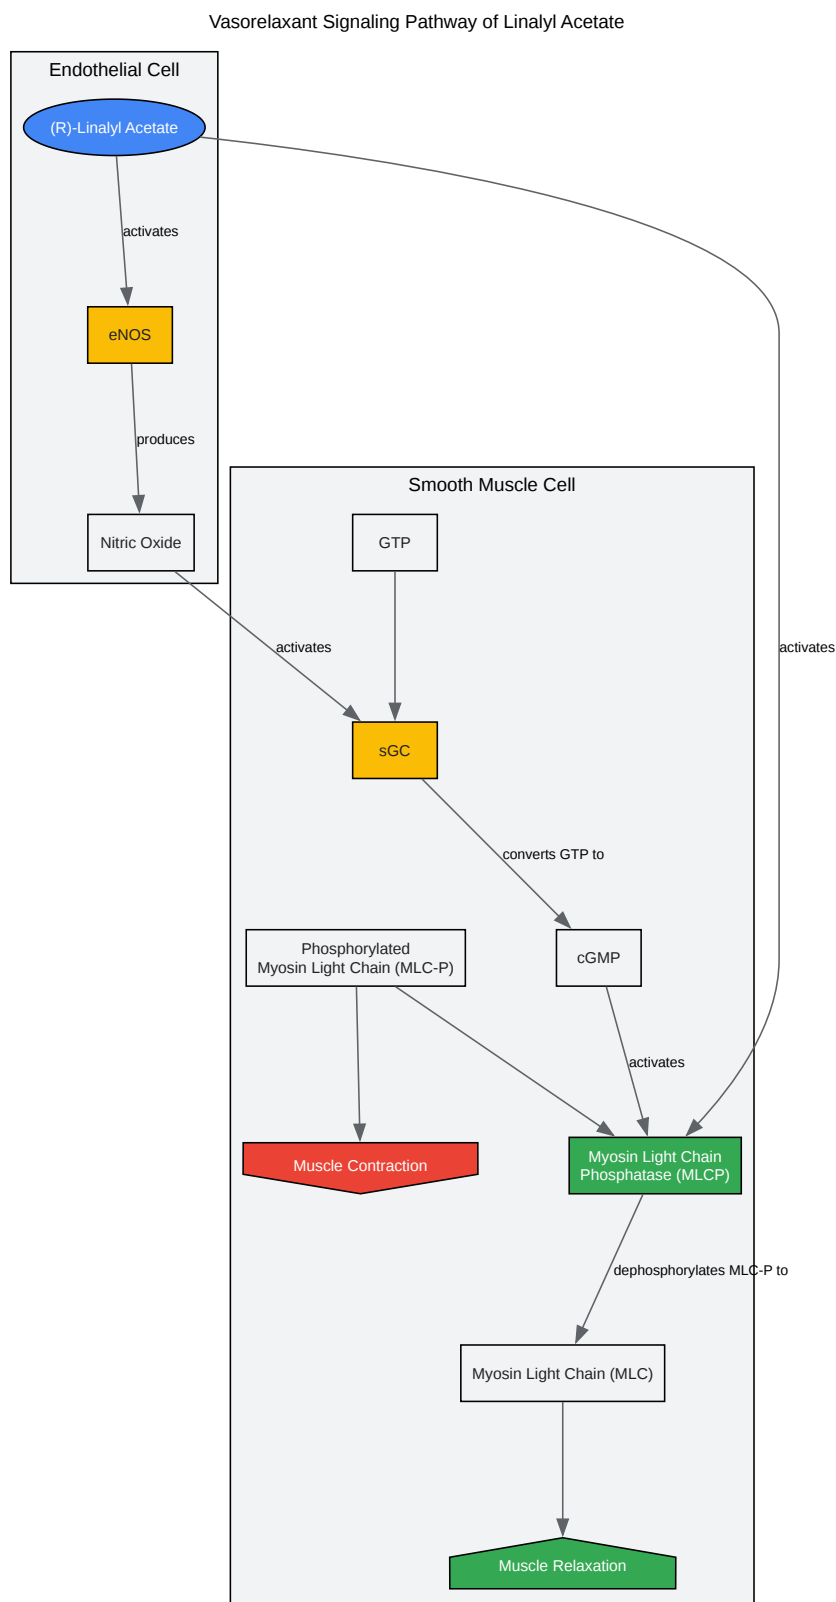 Vasorelaxant Signaling Pathway of Linalyl Acetate
Endothelial Cell
(R)-Linalyl Acetate
activates
eNOS
produces
Nitric Oxide
Smooth Muscle Cell
GTP
activates
activates
sGC
converts GTP to
Phosphorylated
Myosin Light Chain (MLC-P)
cGMP
activates
Muscle Contraction
Myosin Light Chain
Phosphatase (MLCP)
dephosphorylates MLC-P to
Myosin Light Chain (MLC)
Muscle Relaxation